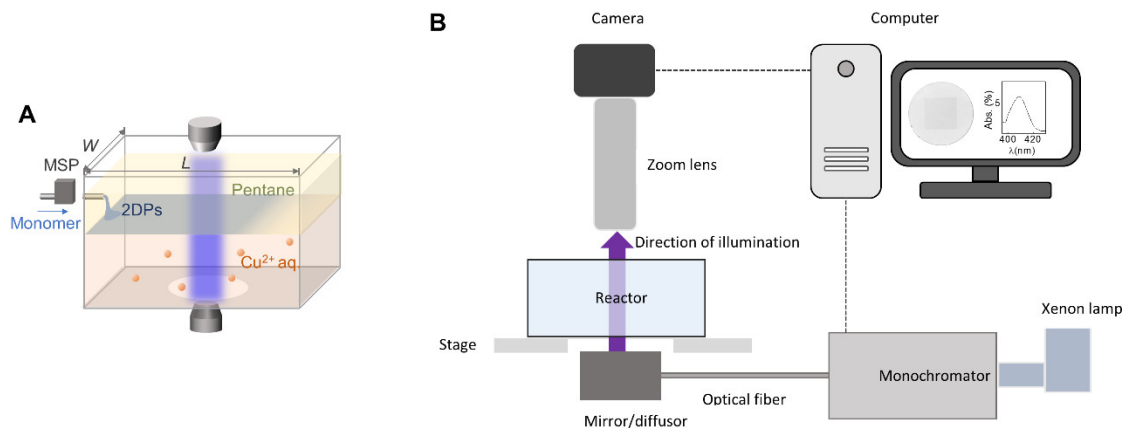 A
W
L
MSP
Pentane
2DPs
Monomer
Cu²⁺ aq.
B
Camera
Computer
Abs. (%)
5
400 420
λ(nm)
Zoom lens
Direction of illumination
Reactor
Xenon lamp
Stage
Monochromator
Optical fiber
Mirror/diffusor